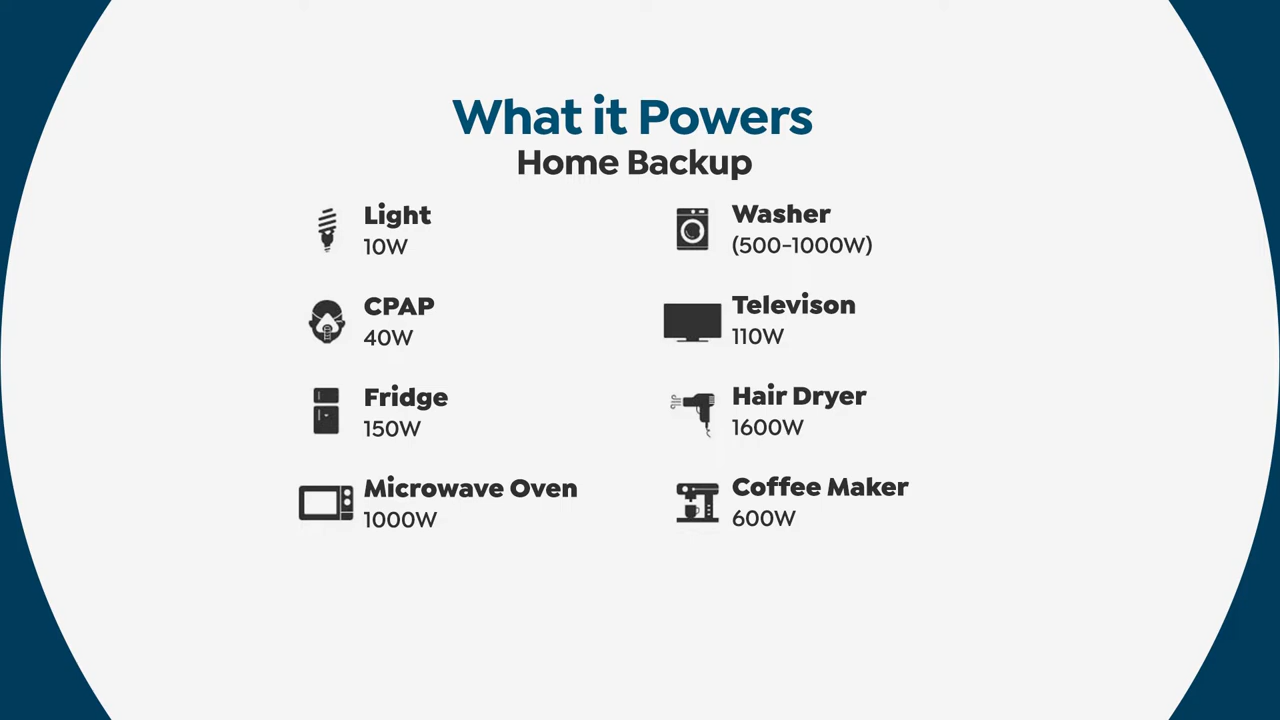 What it Powers
Home Backup
Light
10W
CPAP
40W
Fridge
150W
Microwave Oven
1000W
Washer
(500-1000W)
Televison
110W
Hair Dryer
1600W
Coffee Maker
600W